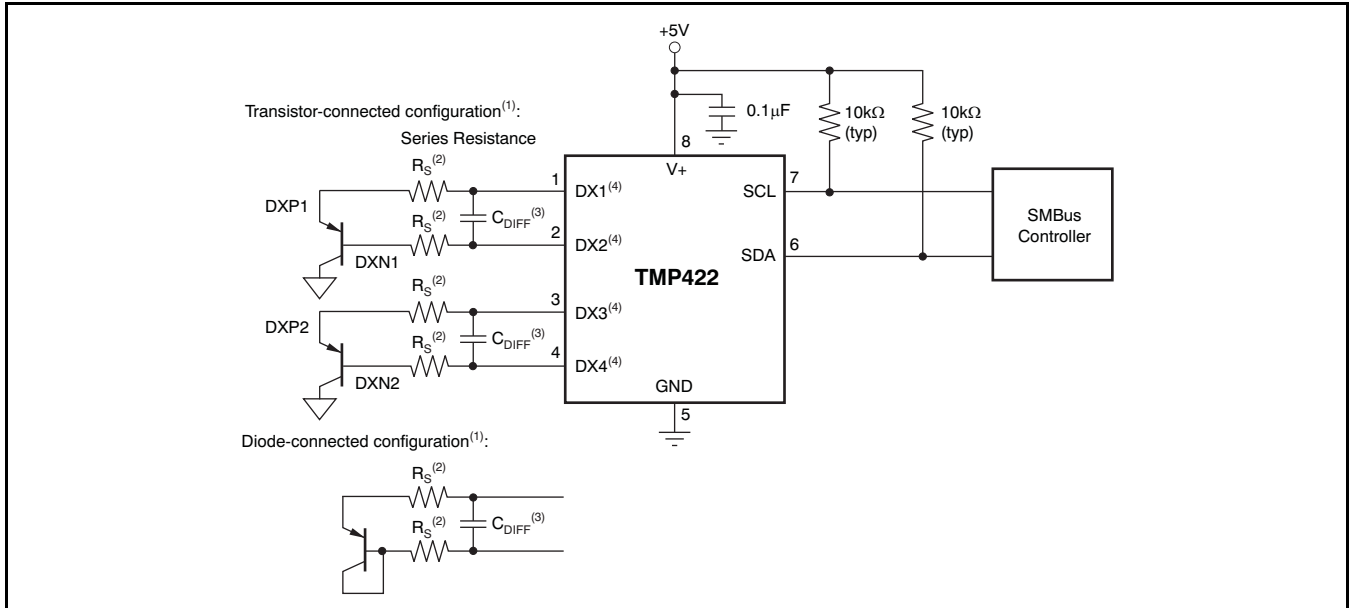 +5V
Transistor-connected configuration(1):
Series Resistance
0.1μF
10kΩ
(typ)
10kΩ
(typ)
8
V+
RS(2)
1
DX1(4)
SCL
7
DXP1
CDIFF(3)
RS(2)
2
DX2(4)
DXN1
SDA
6
SMBus
Controller
TMP422
RS(2)
3
DX3(4)
DXP2
CDIFF(3)
RS(2)
4
DX4(4)
DXN2
GND
5
Diode-connected configuration(1):
RS(2)
CDIFF(3)
RS(2)